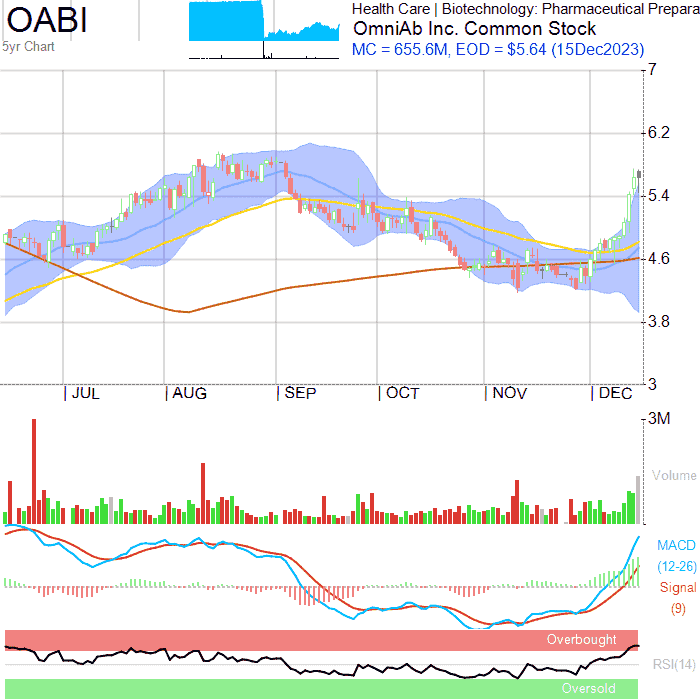 OABI
5yr Chart
Health Care | Biotechnology: Pharmaceutical Prepara
OmniAb Inc. Common Stock
MC = 655.6M, EOD = $5.64 (15Dec2023)
7
6.2
5.4
4.6
3.8
3
| JUL | AUG | SEP | OCT | NOV | DEC
3M
Volume
MACD
(12-26)
Signal
(9)
Overbought
RSI(14)
Oversold